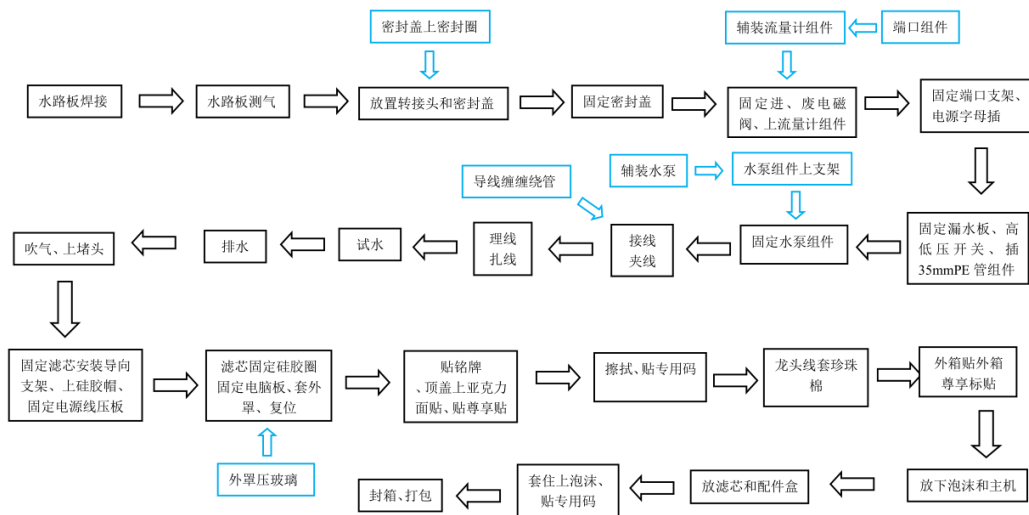 密封盖上密封圈
辅装流量计组件
端口组件
水路板焊接
水路板测气
放置转接头和密封盖
固定密封盖
固定进、废电磁
阀、上流量计组件
固定端口支架、
电源字母插
导线缠缠绕管
辅装水泵
水泵组件上支架
吹气、上堵头
排水
试水
理线
扎线
接线
夹线
固定水泵组件
固定漏水板、高
低压开关、插
35mmPE 管组件
固定滤芯安装导向
支架、上硅胶帽、
固定电源线压板
滤芯固定硅胶圈
固定电脑板、套外
罩、复位
贴铭牌
、顶盖上亚克力
面贴、贴尊享贴
擦拭、贴专用码
龙头线套珍珠
棉
外箱贴外箱
尊享标贴
外罩压玻璃
封箱、打包
套住上泡沫、
贴专用码
放滤芯和配件盒
放下泡沫和主机